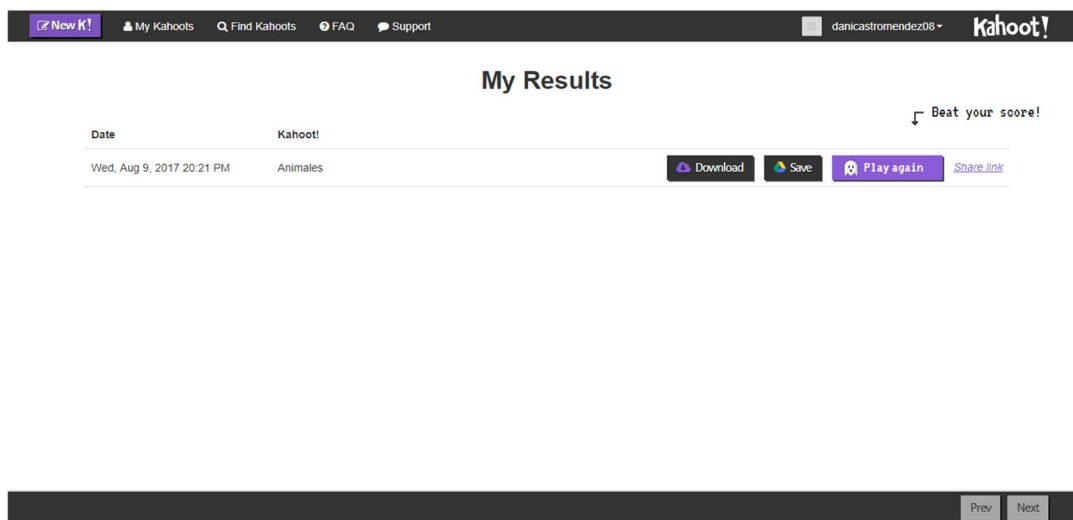 New K! My Kahoots Find Kahoots FAQ Support danicastromendez08 Kahoot!
My Results
Beat your score!
Date Kahoot!
Wed, Aug 9, 2017 20:21 PM Animales Download Save Play again Share link
Prev Next